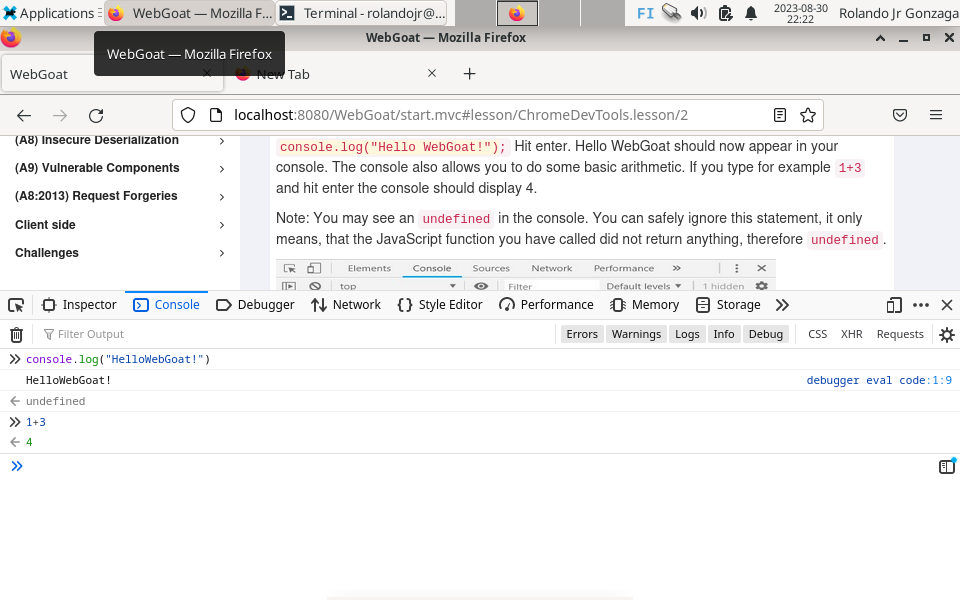 Applications
WebGoat — Mozilla F...
Terminal - rolandojr@...
FI
2023-08-30
22:22
Rolando Jr Gonzaga
WebGoat — Mozilla Firefox
WebGoat — Mozilla Firefox
WebGoat
New Tab
localhost:8080/WebGoat/start.mvc#lesson/ChromeDevTools.lesson/2
(A8) Insecure Deserialization
(A9) Vulnerable Components
(A8:2013) Request Forgeries
Client side
Challenges
console.log("Hello WebGoat!"); Hit enter. Hello WebGoat should now appear in your
console. The console also allows you to do some basic arithmetic. If you type for example 1+3
and hit enter the console should display 4.
Note: You may see an undefined in the console. You can safely ignore this statement, it only
means, that the JavaScript function you have called did not return anything, therefore undefined .
Elements Console Sources Network Performance »
top Filter Default levels 1 hidden
Inspector Console Debugger Network Style Editor Performance Memory Storage
Filter Output Errors Warnings Logs Info Debug CSS XHR Requests
console.log("HelloWebGoat!")
HelloWebGoat! debugger eval code:1:9
undefined
1+3
4